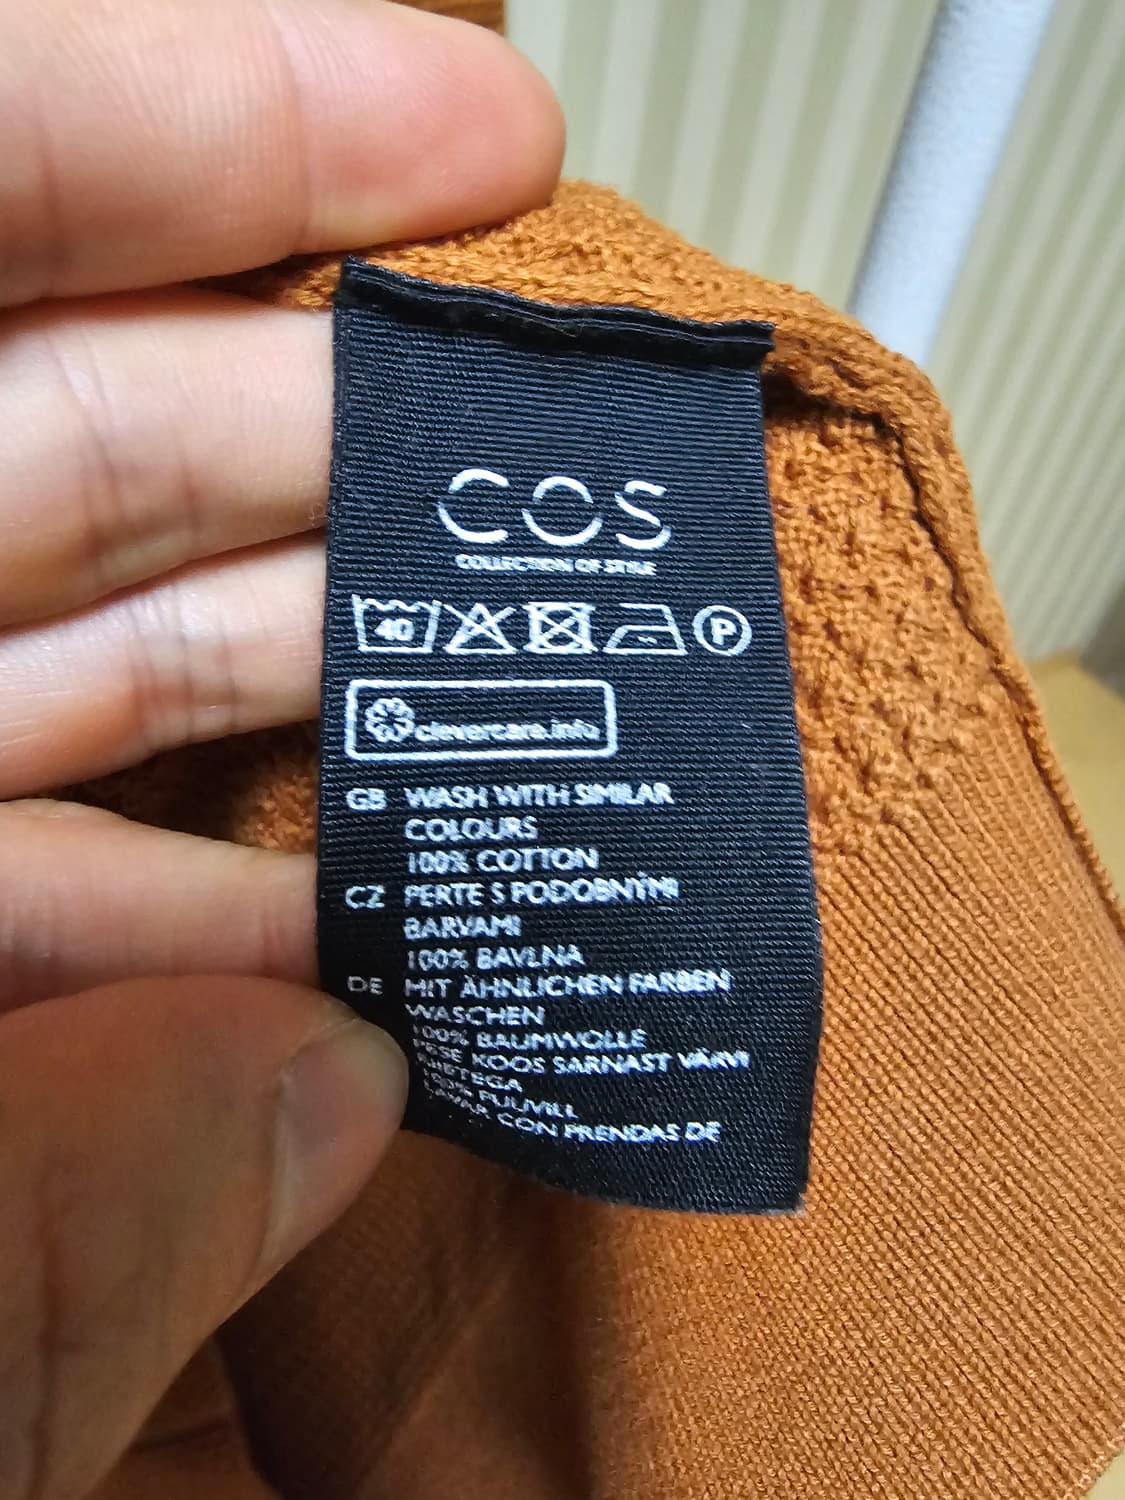 COS
COLLECTION OF STYLE
40 P
clevercare.info
GB WASH WITH SIMILAR
COLOURS
100% COTTON
CZ PERTE S PODOBNÝMI
BARVAMI
100% BAVLNA
DE MIT ÄHNLICHEN FARBEN
WASCHEN
100% BAUMWOLLE
PESE KOOS SARNAST VÄRVI
RIIETEGA
100% PUUVILL
LAVAR CON PRENDAS DE